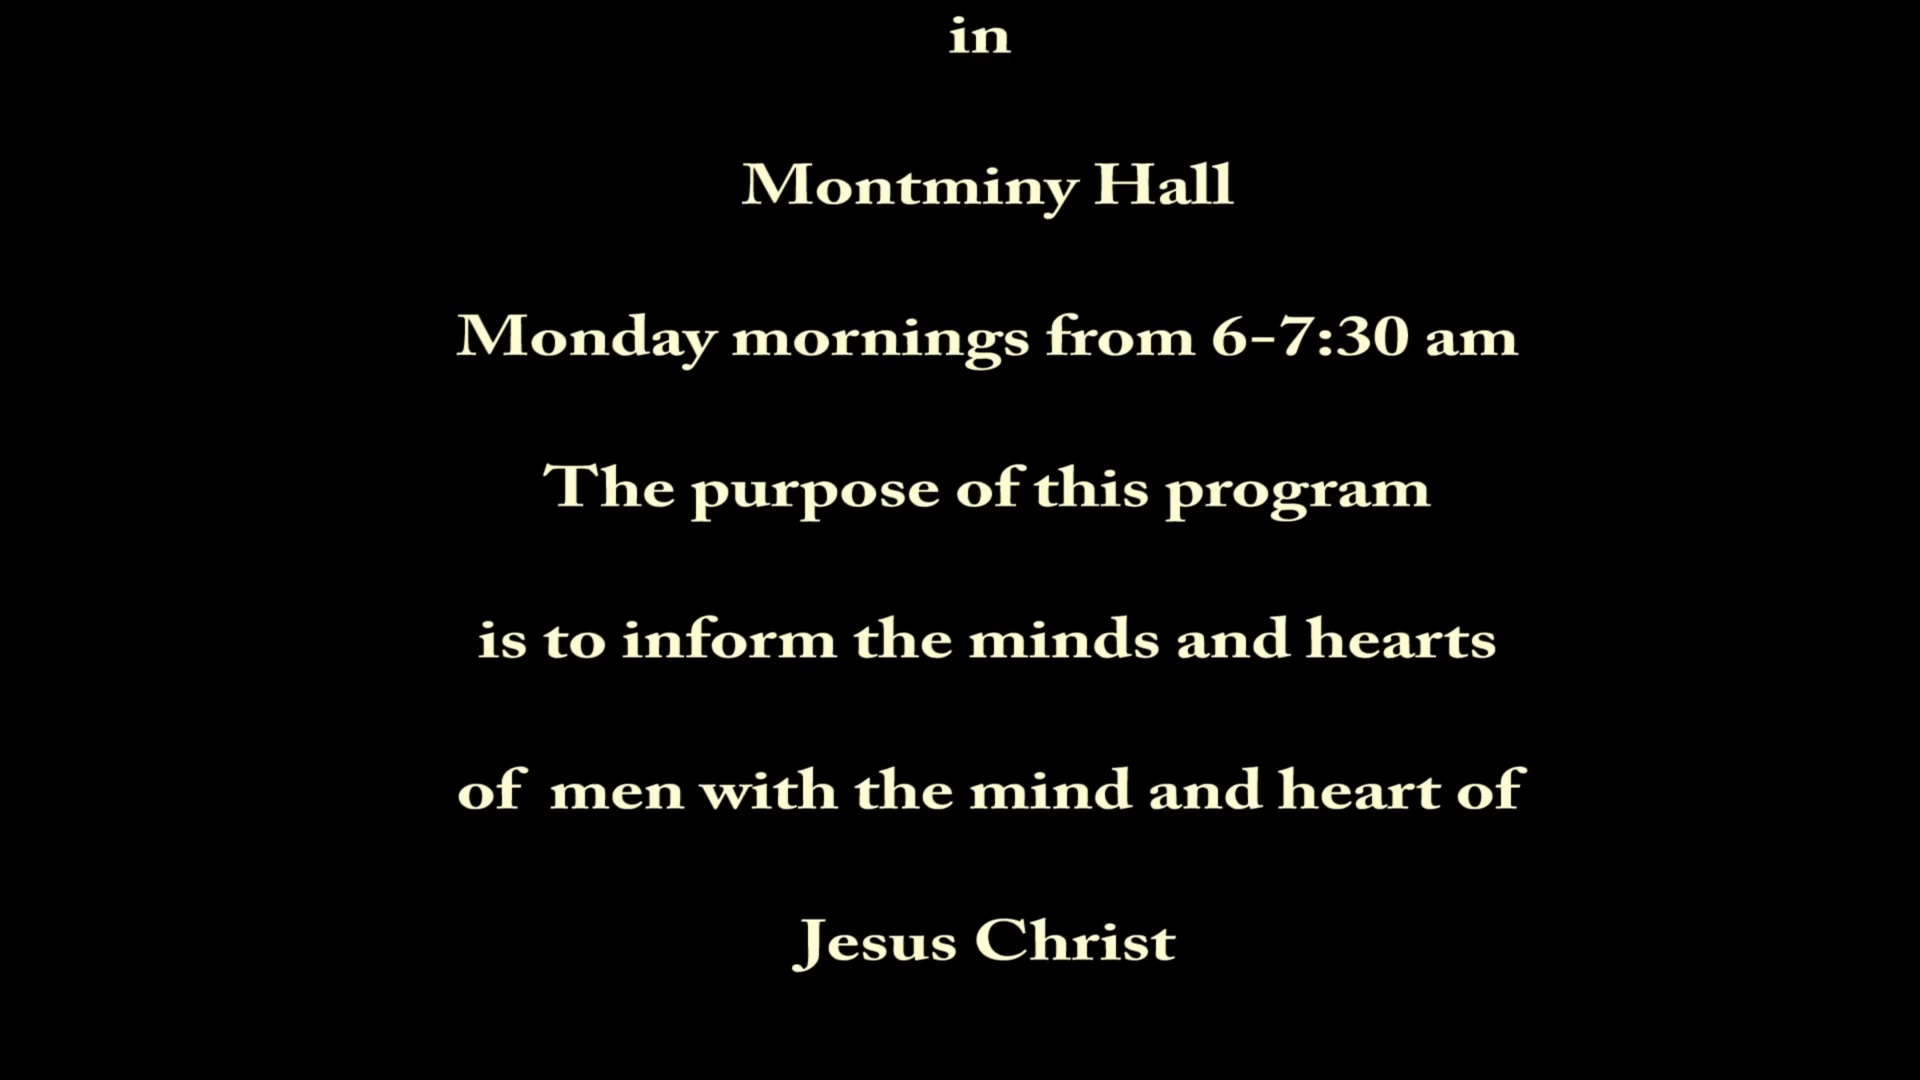 in
Montminy Hall
Monday mornings from 6-7:30 am
The purpose of this program
is to inform the minds and hearts
of men with the mind and heart of
Jesus Christ